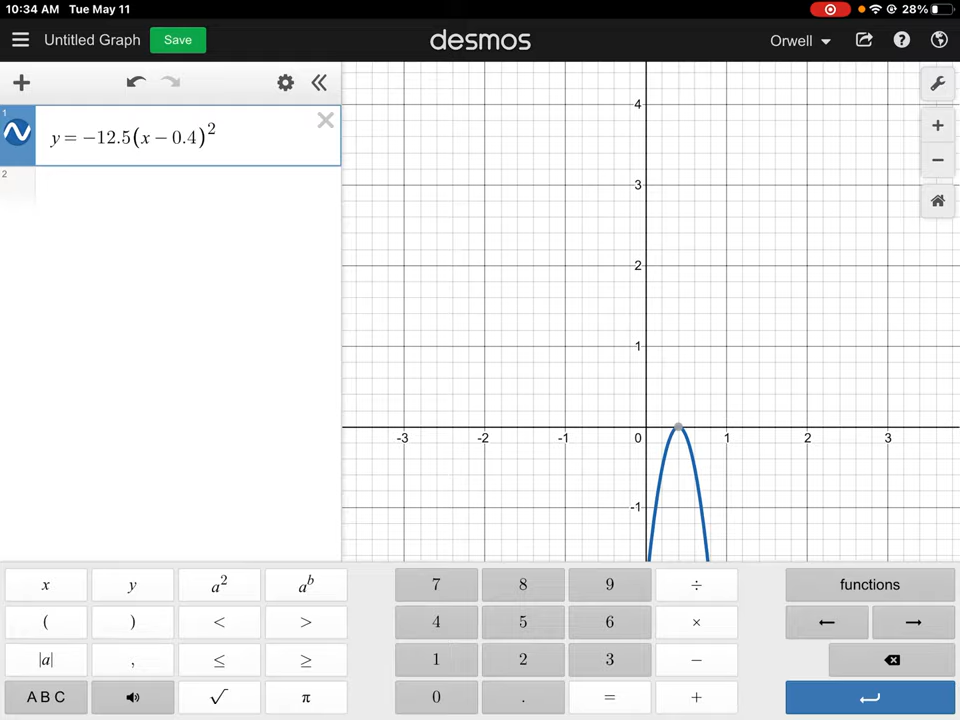 10:34 AM Tue May 11
28%
Untitled Graph Save desmos Orwell
1
y = −12.5(x − 0.4)^2
2
4
3
2
1
-3 -2 -1 0 1 2 3
-1
x y a^2 a^b 7 8 9 ÷ functions
( ) < > 4 5 6 × ← →
|a| , ≤ ≥ 1 2 3 −
A B C √ π 0 . = +